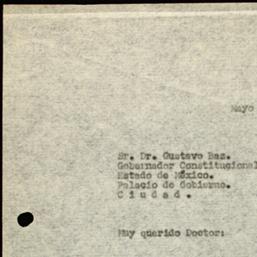 Mayo
Sr. Dr. Gustavo Baz.
Gobernador Constitucional
Estado de México.
Palacio de Gobierno.
C i u d a d .
Muy querido Doctor: